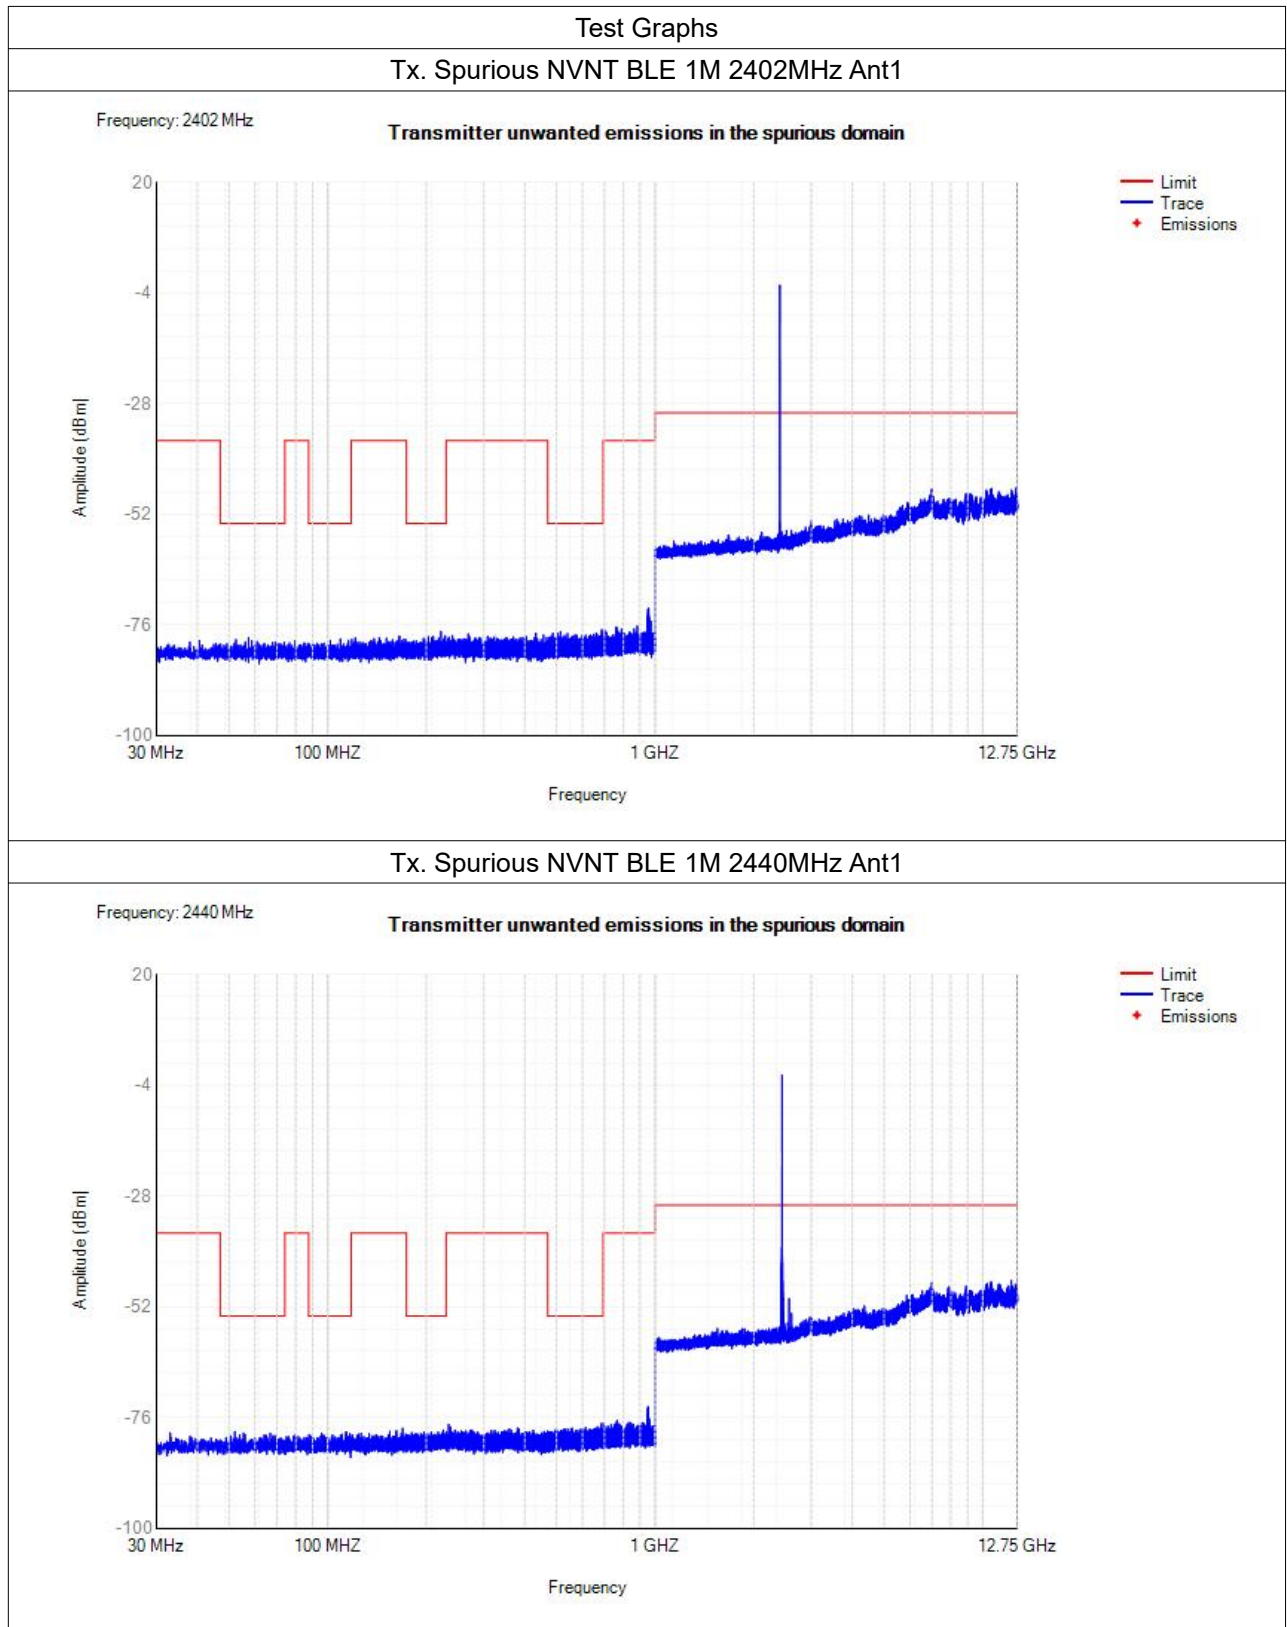 Test Graphs
Tx. Spurious NVNT BLE 1M 2402MHz Ant1
Frequency: 2402 MHz
Transmitter unwanted emissions in the spurious domain
Limit
Trace
Emissions
20
-4
-28
-52
-76
-100
Amplitude [dBm]
30 MHz 100 MHZ 1 GHZ 12.75 GHz
Frequency
Tx. Spurious NVNT BLE 1M 2440MHz Ant1
Frequency: 2440 MHz
Transmitter unwanted emissions in the spurious domain
Limit
Trace
Emissions
20
-4
-28
-52
-76
-100
Amplitude [dBm]
30 MHz 100 MHZ 1 GHZ 12.75 GHz
Frequency